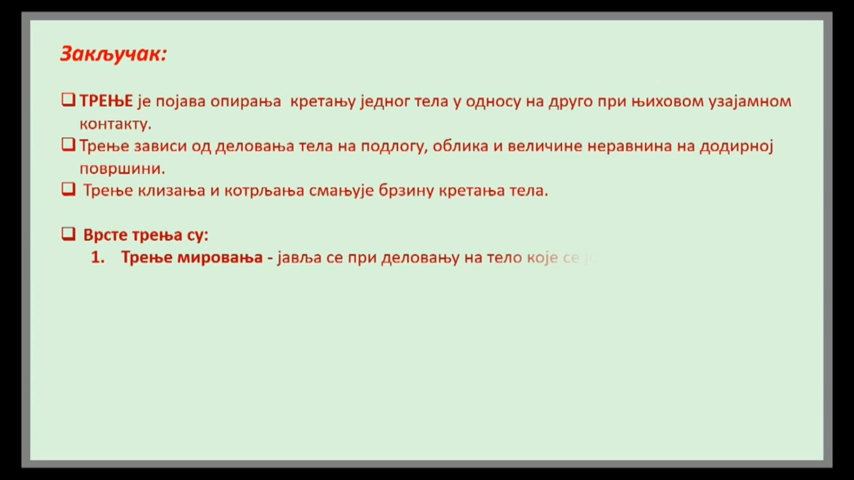 Закључак:
ТРЕЊЕ је појава опирања кретању једног тела у односу на друго при њиховом узајамном
контакту.
Трење зависи од деловања тела на подлогу, облика и величине неравнина на додирној
површини.
Трење клизања и котрљања смањује брзину кретања тела.
Врсте трења су:
1. Трење мировања - јавља се при деловању на тело које се